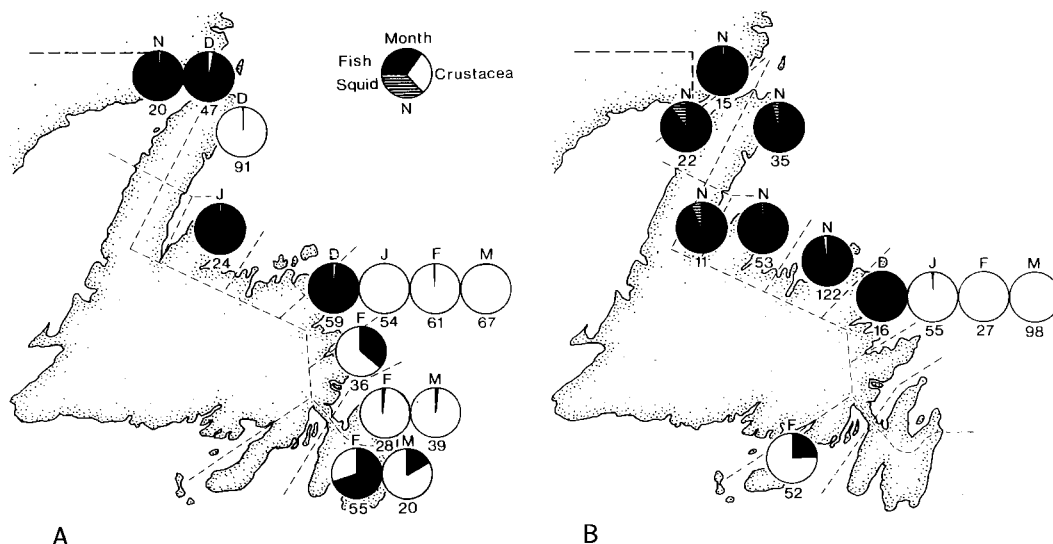 Month
Fish
Crustacea
Squid
N
N D
20 47
D
91
J
24
D J F M
59 54 61 67
F
36
F M
28 39
F M
55 20
A
N
15
N N
22 35
N N
11 53
N
122
D J F M
16 55 27 98
F
52
B